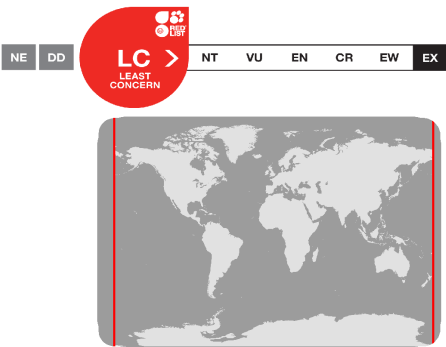 RED
LIST
NE DD LC > NT VU EN CR EW EX
LEAST
CONCERN